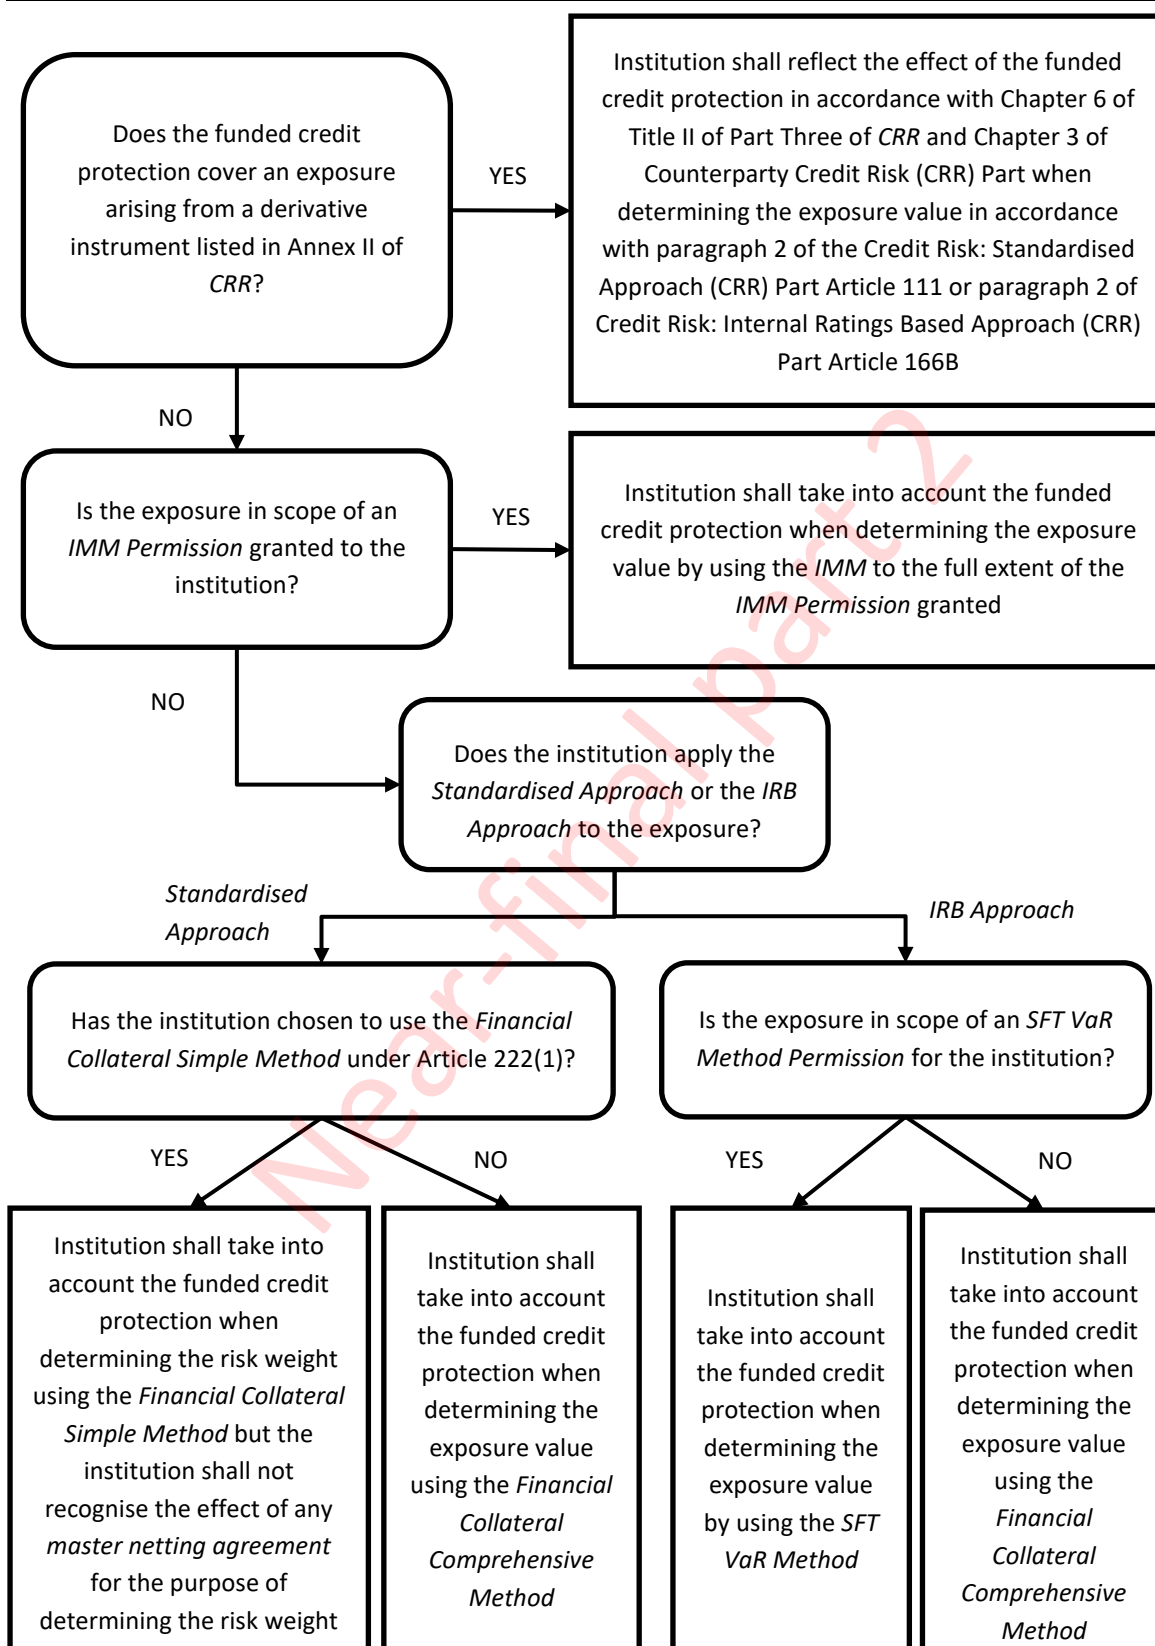 Does the funded credit
protection cover an exposure
arising from a derivative
instrument listed in Annex II of
CRR?
YES
Institution shall reflect the effect of the funded
credit protection in accordance with Chapter 6 of
Title II of Part Three of CRR and Chapter 3 of
Counterparty Credit Risk (CRR) Part when
determining the exposure value in accordance
with paragraph 2 of the Credit Risk: Standardised
Approach (CRR) Part Article 111 or paragraph 2 of
Credit Risk: Internal Ratings Based Approach (CRR)
Part Article 166B
NO
Is the exposure in scope of an
IMM Permission granted to the
institution?
YES
Institution shall take into account the funded
credit protection when determining the exposure
value by using the IMM to the full extent of the
IMM Permission granted
NO
Does the institution apply the
Standardised Approach or the IRB
Approach to the exposure?
Standardised
Approach
IRB Approach
Has the institution chosen to use the Financial
Collateral Simple Method under Article 222(1)?
Is the exposure in scope of an SFT VaR
Method Permission for the institution?
YES
NO
YES
NO
Institution shall take into
account the funded credit
protection when
determining the risk weight
using the Financial Collateral
Simple Method but the
institution shall not
recognise the effect of any
master netting agreement
for the purpose of
determining the risk weight
Institution shall
take into account
the funded credit
protection when
determining the
exposure value
using the Financial
Collateral
Comprehensive
Method
Institution shall
take into account
the funded credit
protection when
determining the
exposure value
by using the SFT
VaR Method
Institution shall
take into account
the funded credit
protection when
determining the
exposure value
using the
Financial
Collateral
Comprehensive
Method
Near-final part 2